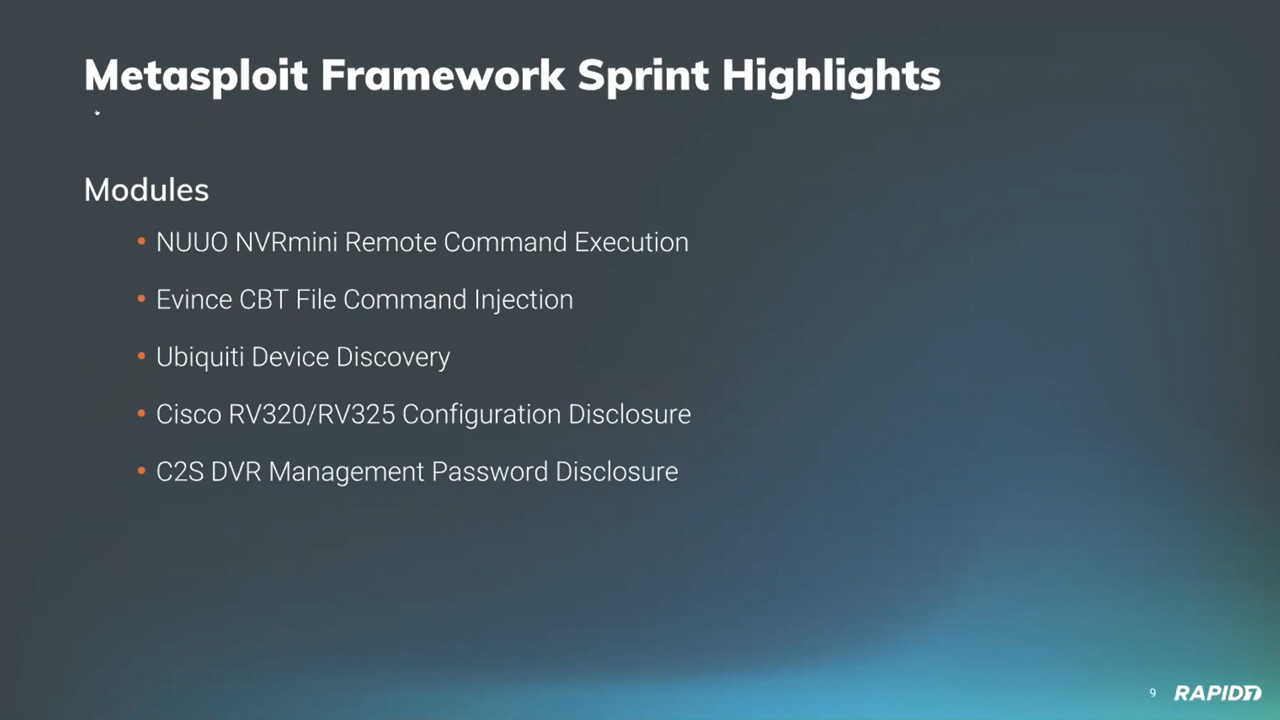 Metasploit Framework Sprint Highlights
Modules
• NUUO NVRmini Remote Command Execution
• Evince CBT File Command Injection
• Ubiquiti Device Discovery
• Cisco RV320/RV325 Configuration Disclosure
• C2S DVR Management Password Disclosure
9 RAPID7